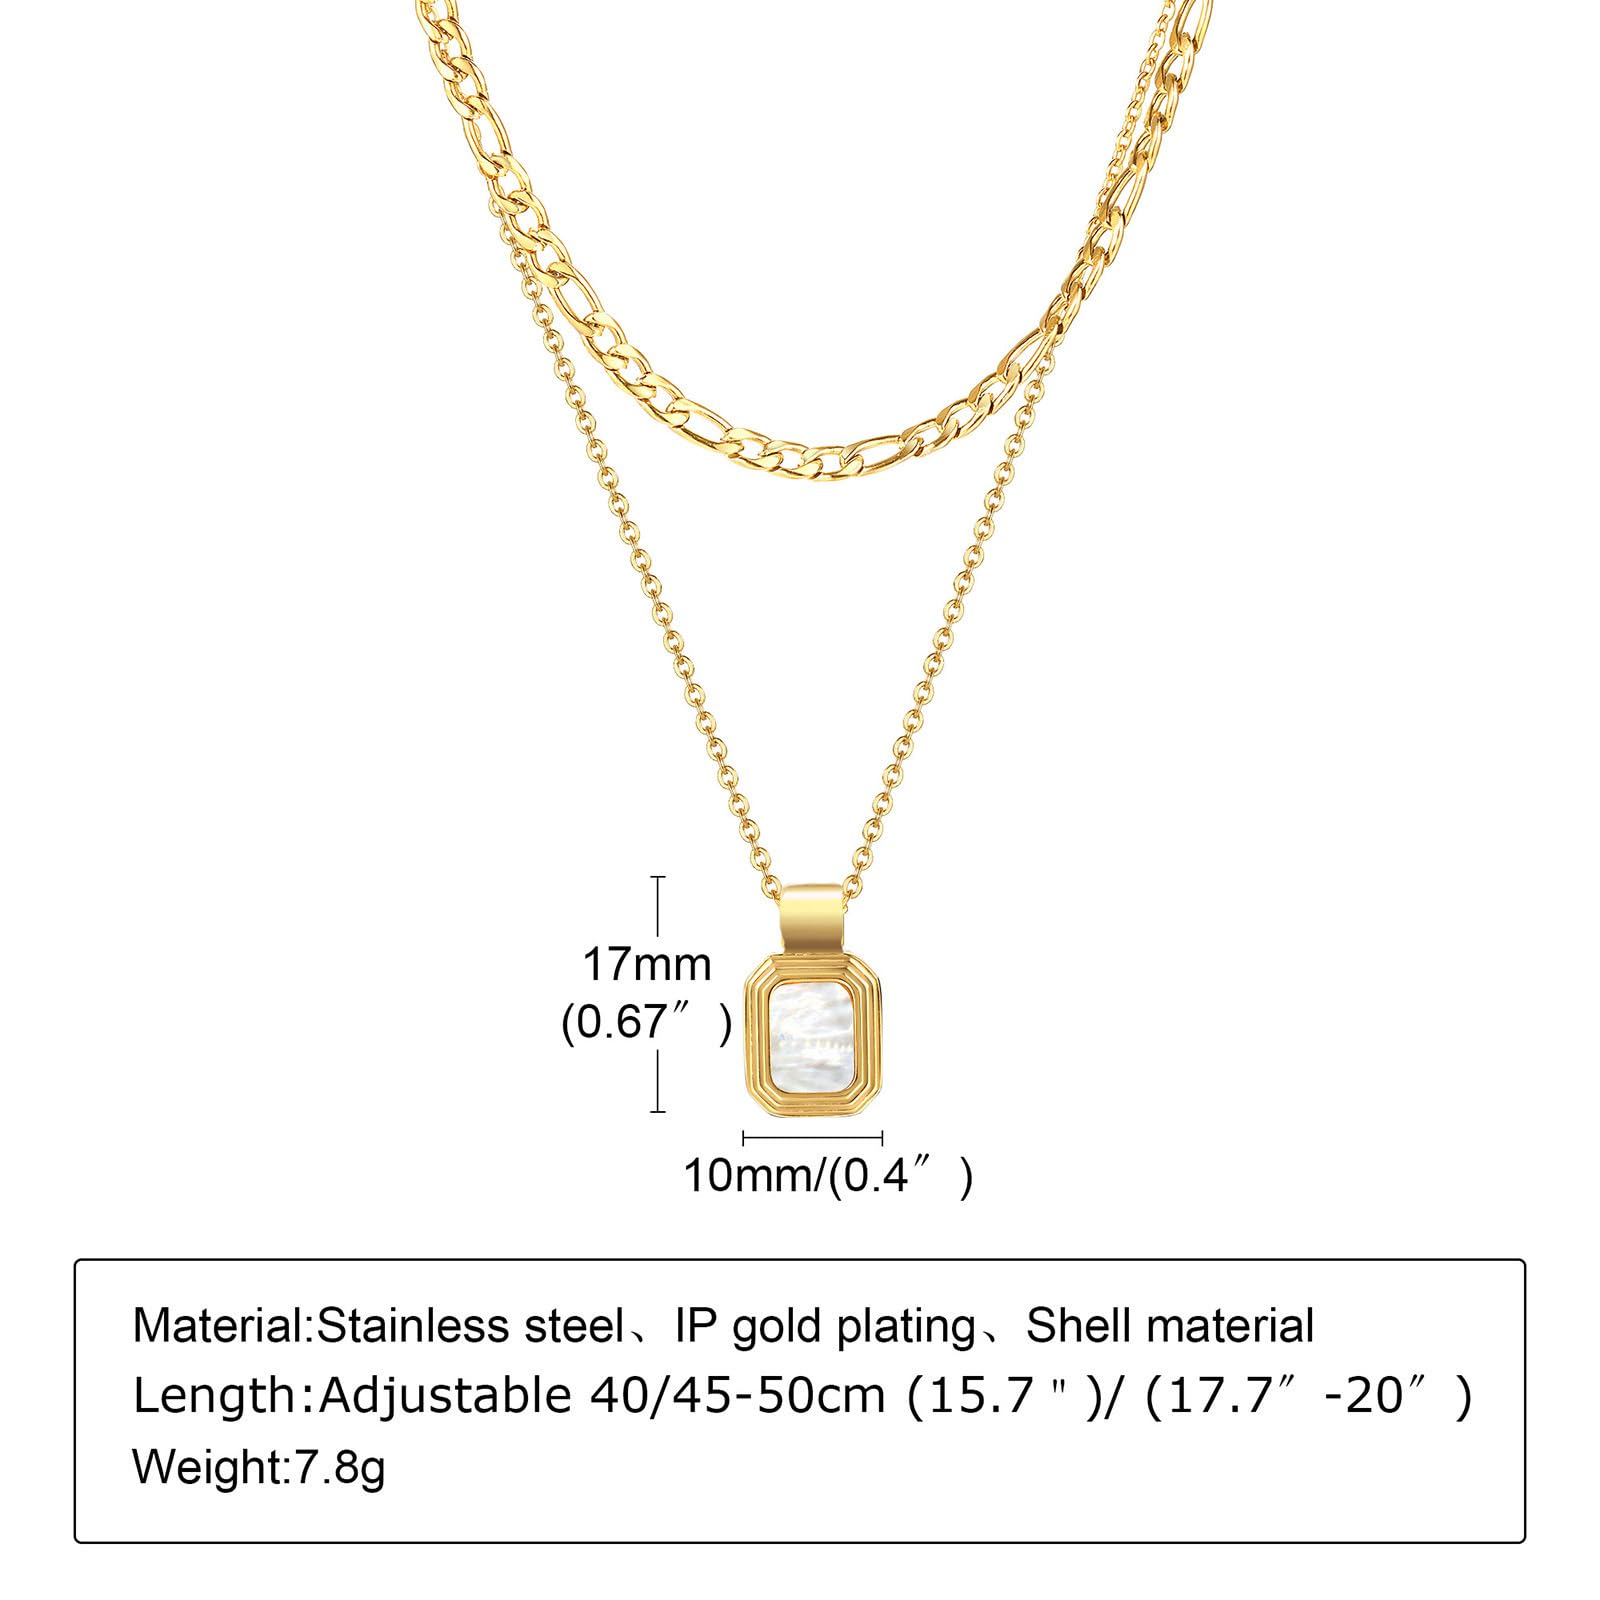 17mm
(0.67″ )
10mm/(0.4″ )
Material:Stainless steel、IP gold plating、Shell material
Length:Adjustable 40/45-50cm (15.7 " )/ (17.7″ -20″ )
Weight:7.8g